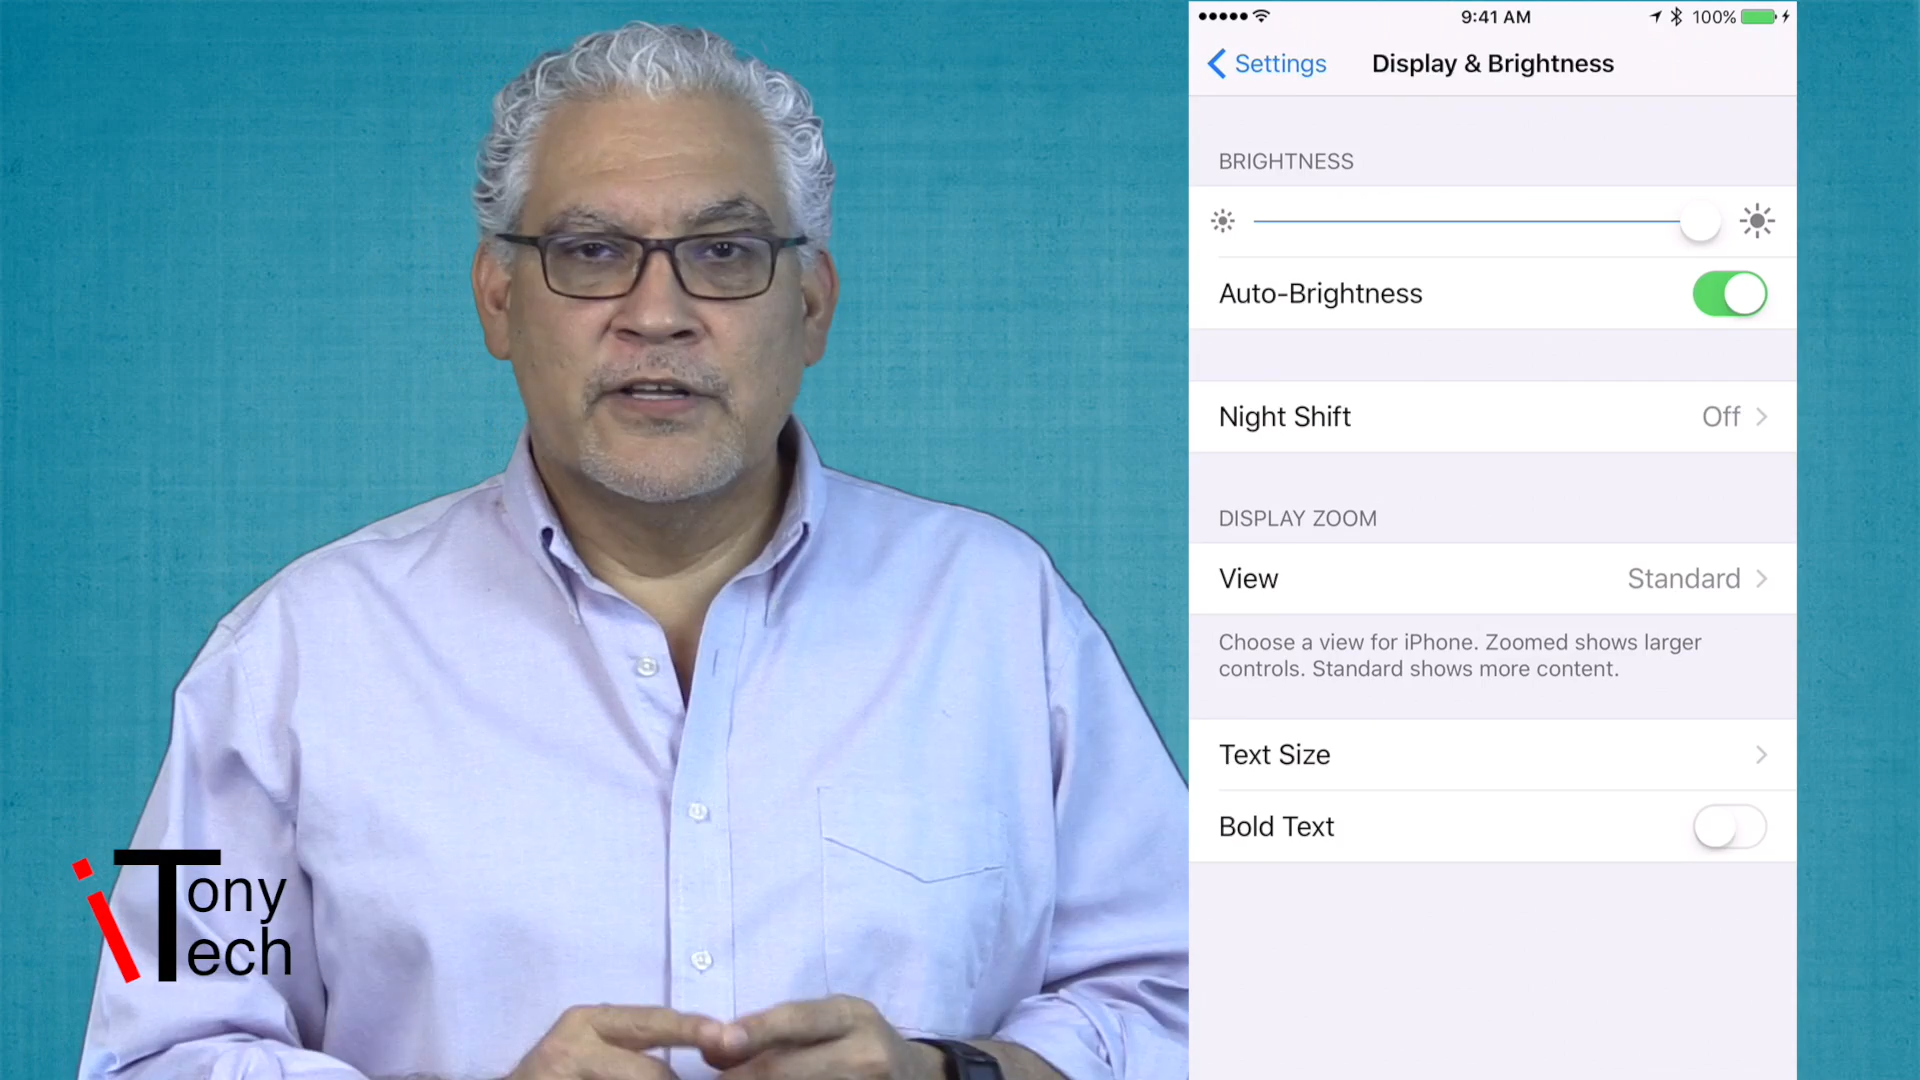 9:41 AM
100%
Settings
Display & Brightness
BRIGHTNESS
Auto-Brightness
Night Shift
Off
DISPLAY ZOOM
View
Standard
Choose a view for iPhone. Zoomed shows larger
controls. Standard shows more content.
Text Size
Bold Text
iTony
Tech